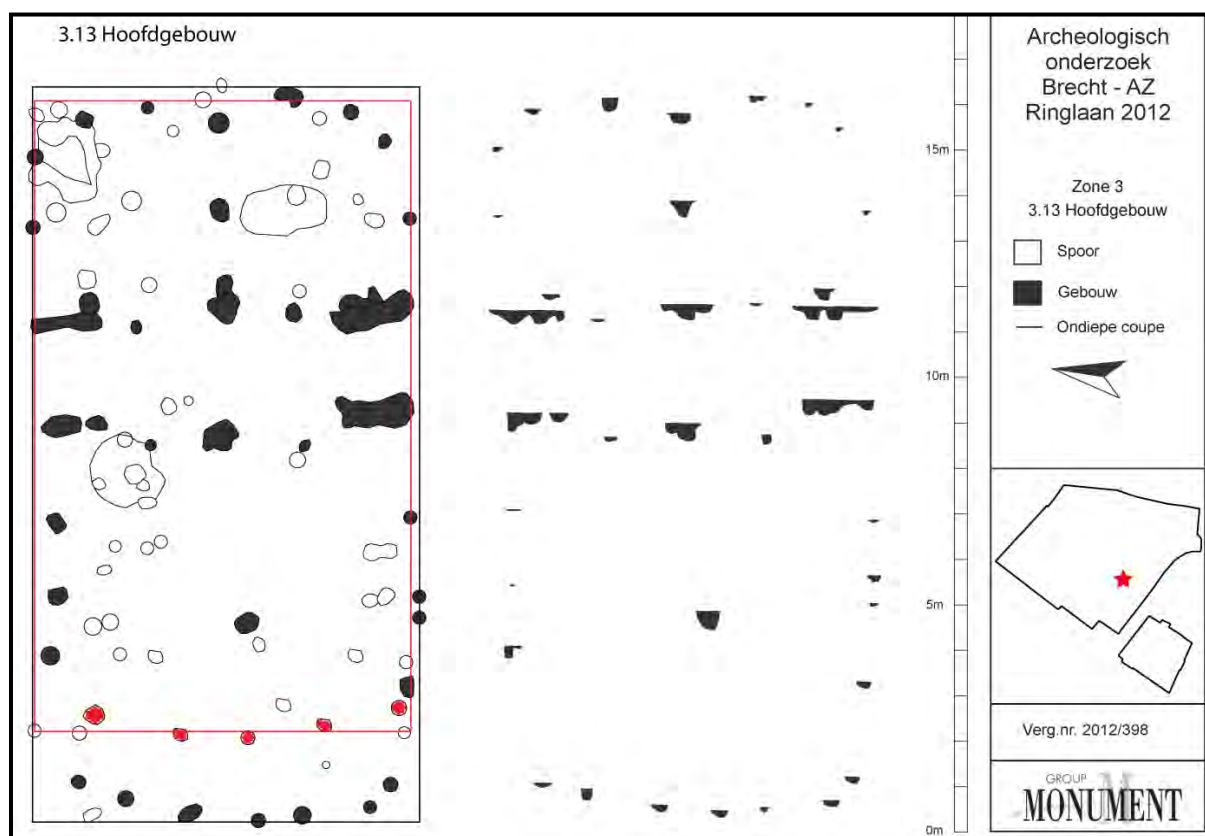 3.13 Hoofdgebouw
15m
10m
5m
0m
Archeologisch
onderzoek
Brecht - AZ
Ringlaan 2012
Zone 3
3.13 Hoofdgebouw
Spoor
Gebouw
Ondiepe coupe
Verg.nr. 2012/398
GROUP
M
MONUMENT